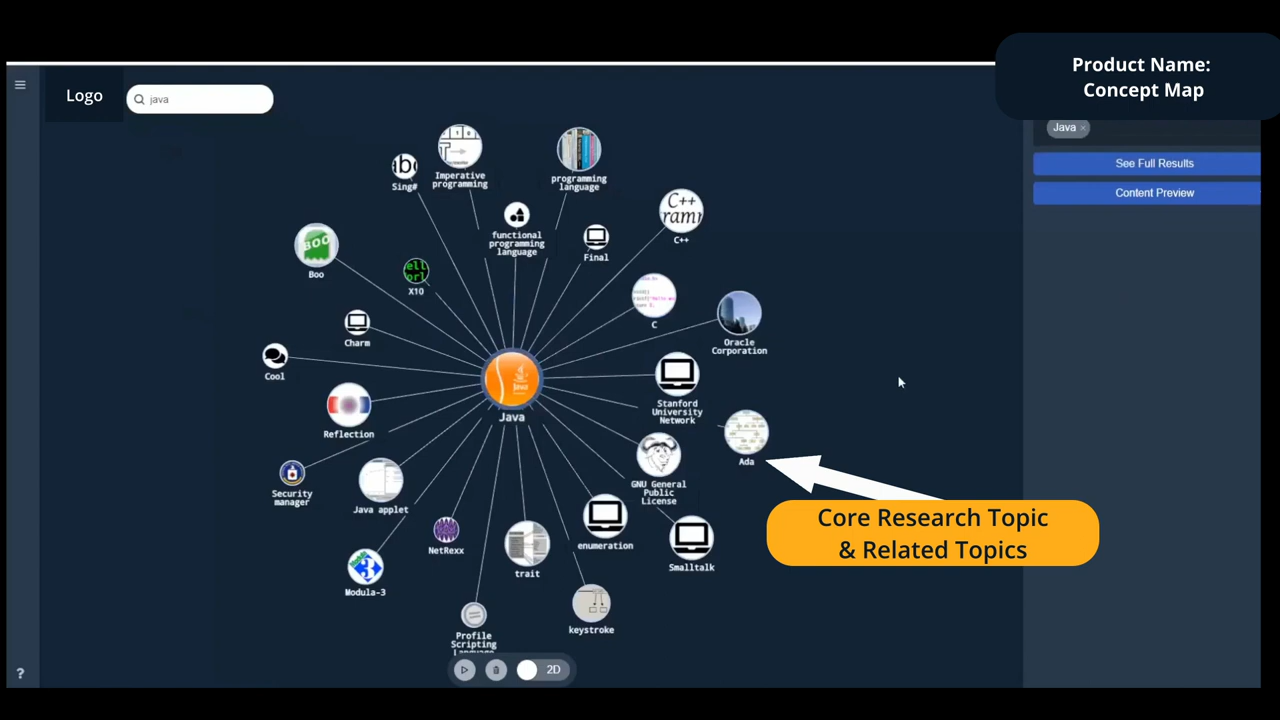 Product Name:
Concept Map
Logo
java
Java ×
See Full Results
Content Preview
Sing#
Imperative
programming
programming
language
functional
programming
language
C++
C++
Final
Boo
BOO
X10
C
Oracle
Corporation
Charm
Cool
Java
Stanford
University
Network
Reflection
Ada
GNU General
Public
License
Security
manager
Java applet
NetRexx
trait
enumeration
Smalltalk
Modula-3
keystroke
Profile
Scripting
Core Research Topic
& Related Topics
2D
?